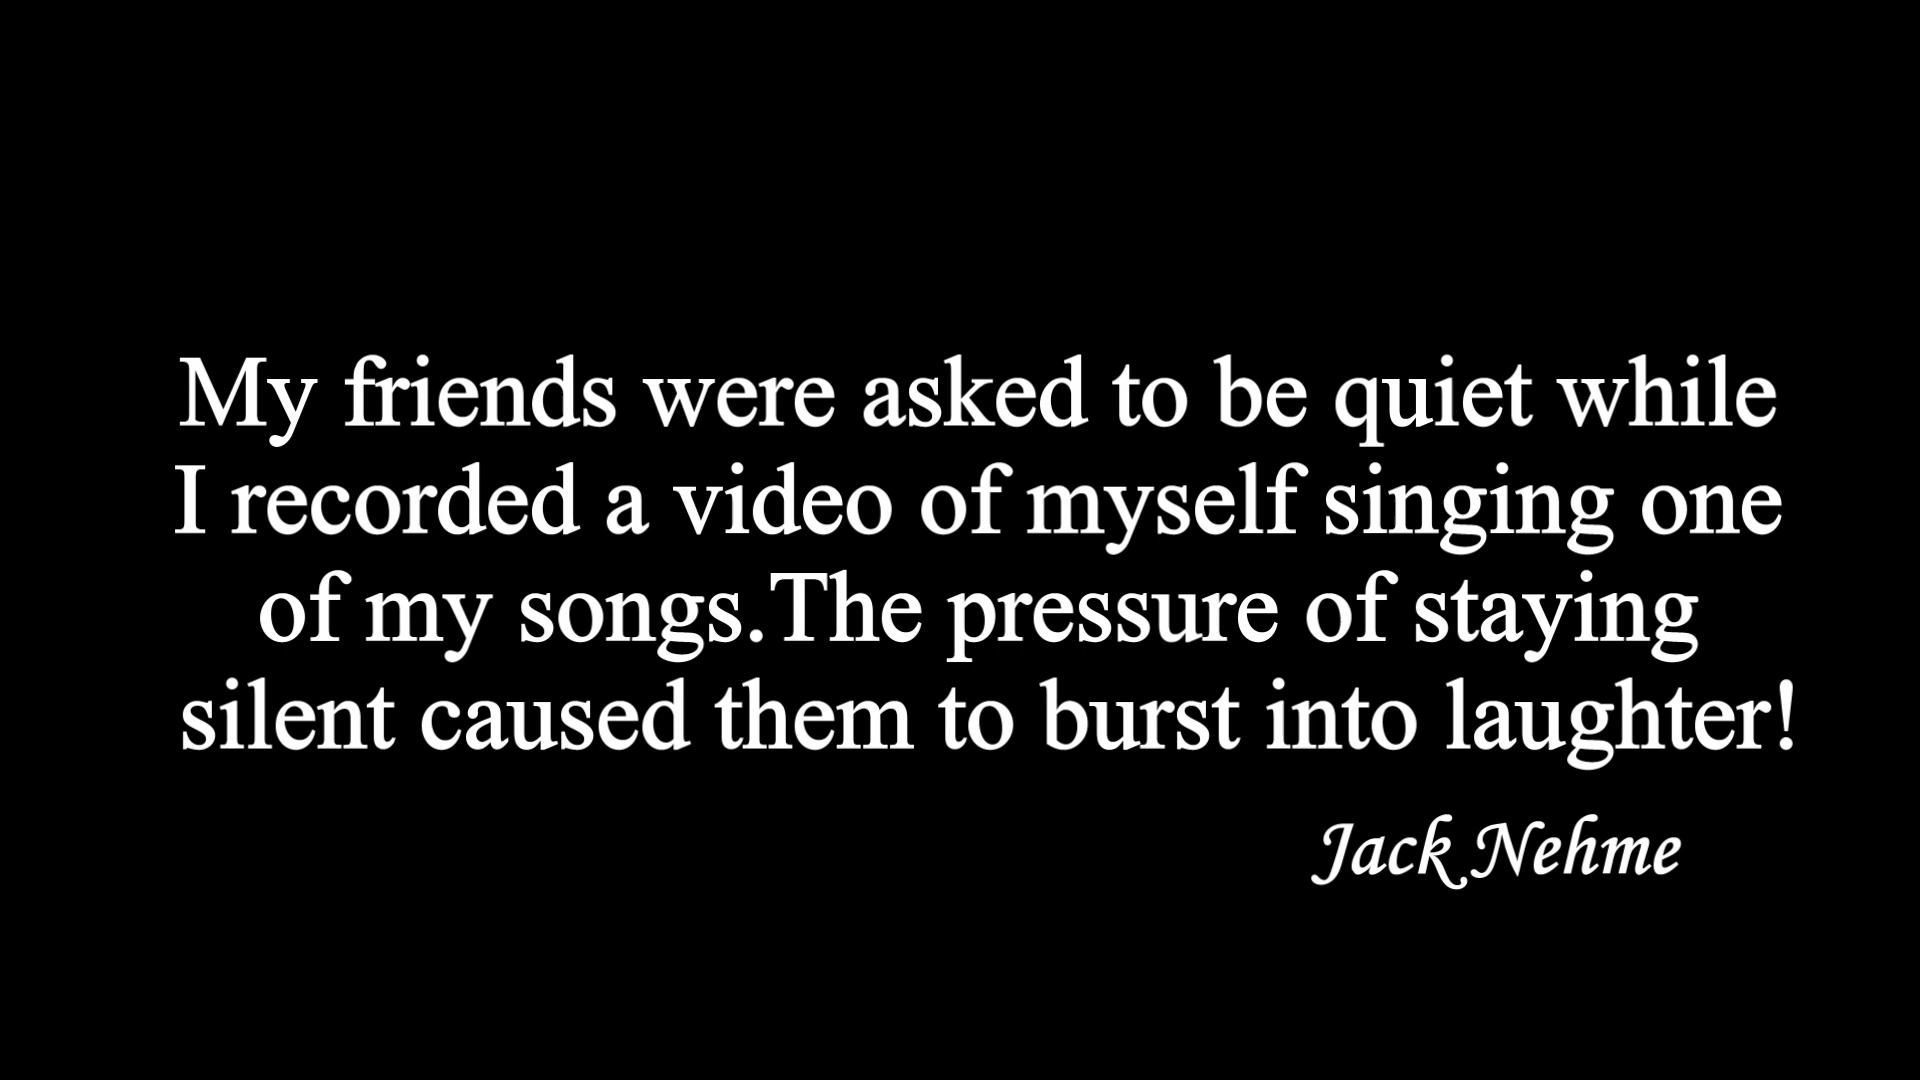 My friends were asked to be quiet while
I recorded a video of myself singing one
of my songs.The pressure of staying
silent caused them to burst into laughter!
Jack Nehme